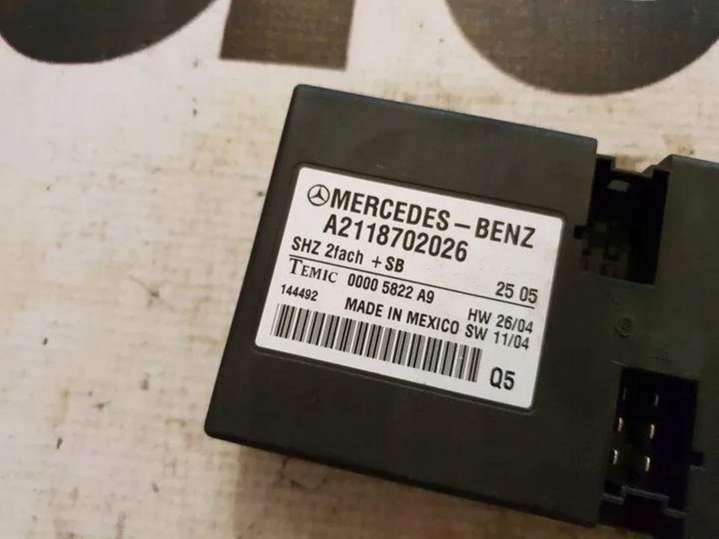 MERCEDES-BENZ
A2118702026
SHZ 2fach + SB 25 05
TEMIC 0000 5822 A9 HW 26/04
144492 MADE IN MEXICO SW 11/04
Q5